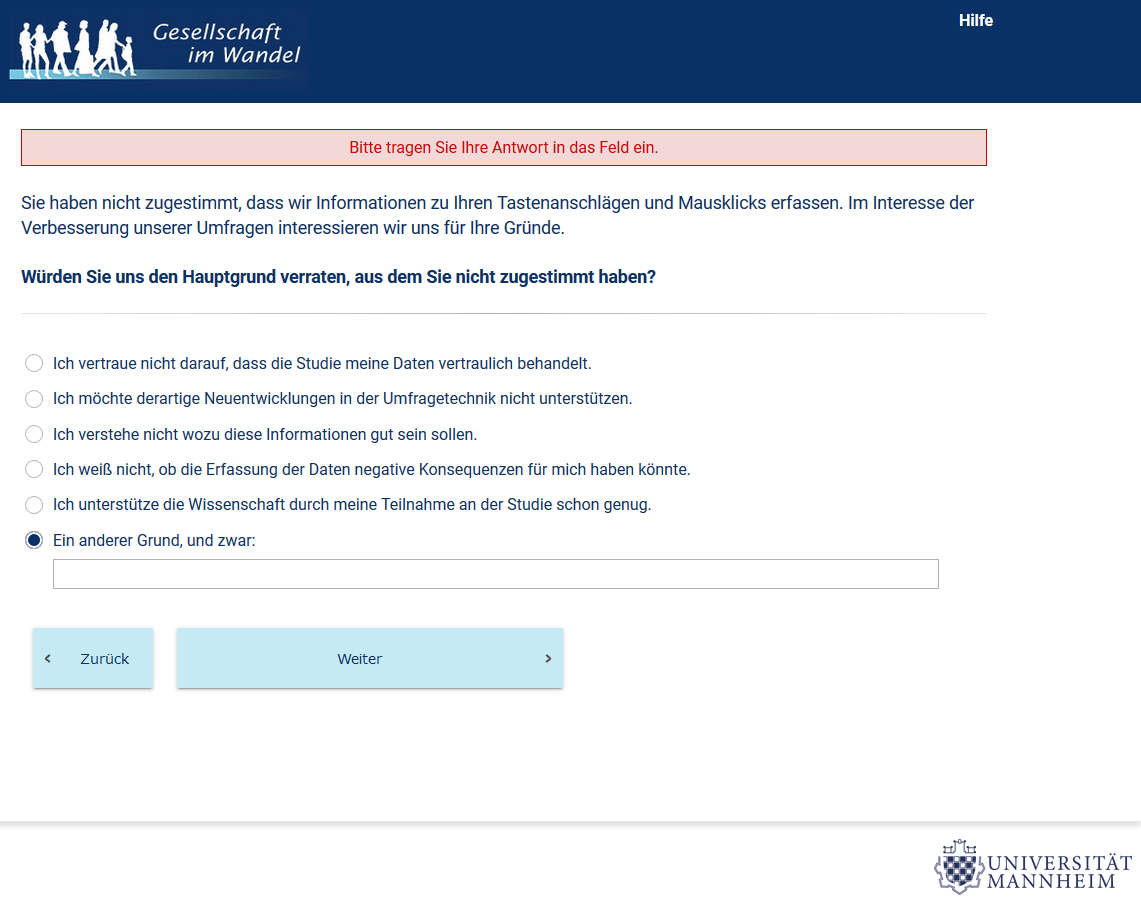 Gesellschaft
im Wandel
Hilfe
Bitte tragen Sie Ihre Antwort in das Feld ein.
Sie haben nicht zugestimmt, dass wir Informationen zu Ihren Tastenanschlägen und Mausklicks erfassen. Im Interesse der
Verbesserung unserer Umfragen interessieren wir uns für Ihre Gründe.
Würden Sie uns den Hauptgrund verraten, aus dem Sie nicht zugestimmt haben?
Ich vertraue nicht darauf, dass die Studie meine Daten vertraulich behandelt.
Ich möchte derartige Neuentwicklungen in der Umfragetechnik nicht unterstützen.
Ich verstehe nicht wozu diese Informationen gut sein sollen.
Ich weiß nicht, ob die Erfassung der Daten negative Konsequenzen für mich haben könnte.
Ich unterstütze die Wissenschaft durch meine Teilnahme an der Studie schon genug.
Ein anderer Grund, und zwar:
‹ Zurück
Weiter ›
UNIVERSITÄT
MANNHEIM